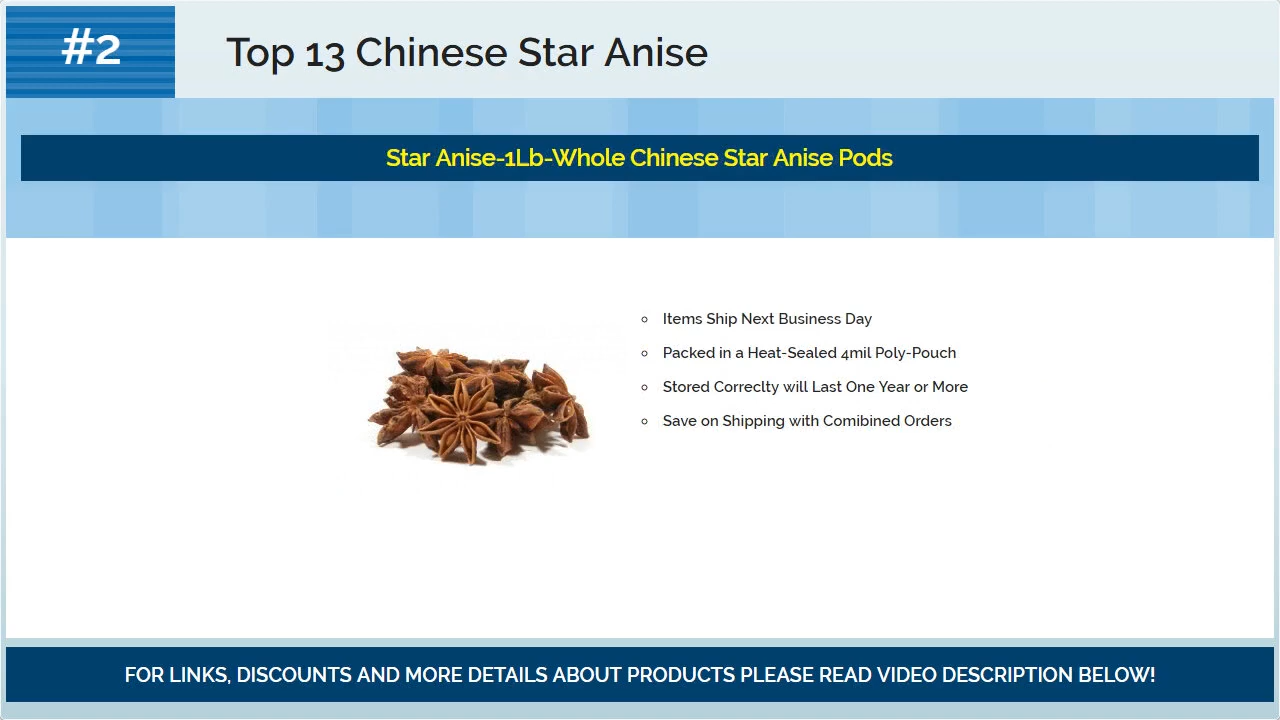 #2
Top 13 Chinese Star Anise
Star Anise-1Lb-Whole Chinese Star Anise Pods
Items Ship Next Business Day
Packed in a Heat-Sealed 4mil Poly-Pouch
Stored Correclty will Last One Year or More
Save on Shipping with Comibined Orders
FOR LINKS, DISCOUNTS AND MORE DETAILS ABOUT PRODUCTS PLEASE READ VIDEO DESCRIPTION BELOW!